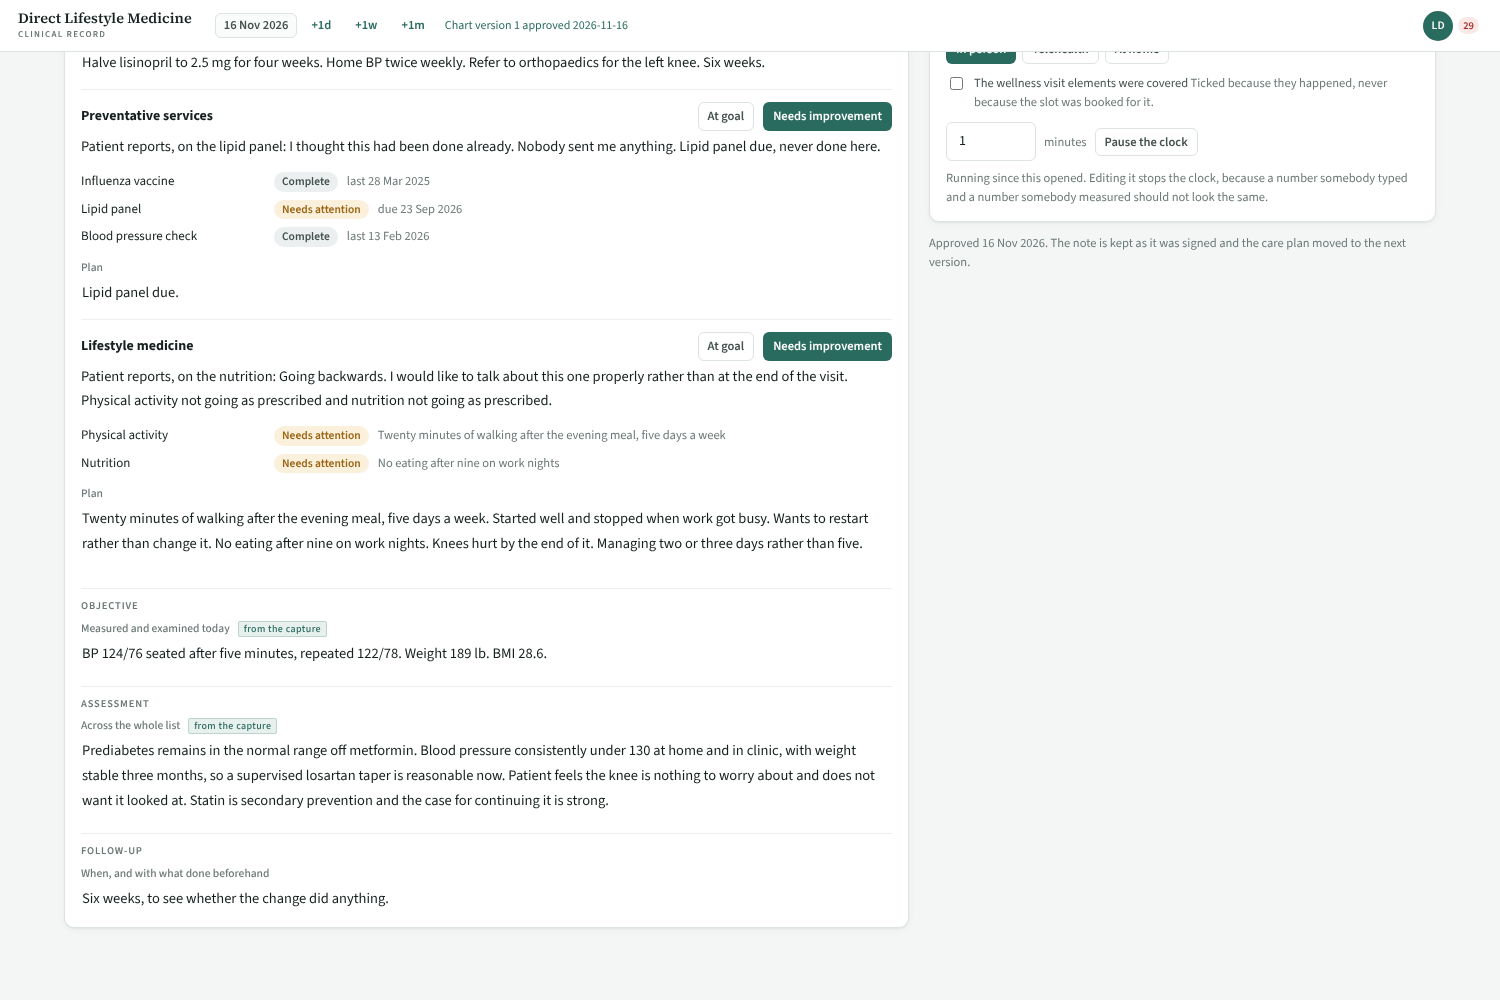 Direct Lifestyle Medicine
CLINICAL RECORD
16 Nov 2026
+1d
+1w
+1m
Chart version 1 approved 2026-11-16
LD
29
Halve lisinopril to 2.5 mg for four weeks. Home BP twice weekly. Refer to orthopaedics for the left knee. Six weeks.
Preventative services
At goal
Needs improvement
Patient reports, on the lipid panel: I thought this had been done already. Nobody sent me anything. Lipid panel due, never done here.
Influenza vaccine
Complete
last 28 Mar 2025
Lipid panel
Needs attention
due 23 Sep 2026
Blood pressure check
Complete
last 13 Feb 2026
Plan
Lipid panel due.
Lifestyle medicine
At goal
Needs improvement
Patient reports, on the nutrition: Going backwards. I would like to talk about this one properly rather than at the end of the visit.
Physical activity not going as prescribed and nutrition not going as prescribed.
Physical activity
Needs attention
Twenty minutes of walking after the evening meal, five days a week
Nutrition
Needs attention
No eating after nine on work nights
Plan
Twenty minutes of walking after the evening meal, five days a week. Started well and stopped when work got busy. Wants to restart
rather than change it. No eating after nine on work nights. Knees hurt by the end of it. Managing two or three days rather than five.
OBJECTIVE
Measured and examined today
from the capture
BP 124/76 seated after five minutes, repeated 122/78. Weight 189 lb. BMI 28.6.
ASSESSMENT
Across the whole list
from the capture
Prediabetes remains in the normal range off metformin. Blood pressure consistently under 130 at home and in clinic, with weight
stable three months, so a supervised losartan taper is reasonable now. Patient feels the knee is nothing to worry about and does not
want it looked at. Statin is secondary prevention and the case for continuing it is strong.
FOLLOW-UP
When, and with what done beforehand
Six weeks, to see whether the change did anything.
The wellness visit elements were covered Ticked because they happened, never
because the slot was booked for it.
1
minutes
Pause the clock
Running since this opened. Editing it stops the clock, because a number somebody typed
and a number somebody measured should not look the same.
Approved 16 Nov 2026. The note is kept as it was signed and the care plan moved to the next
version.